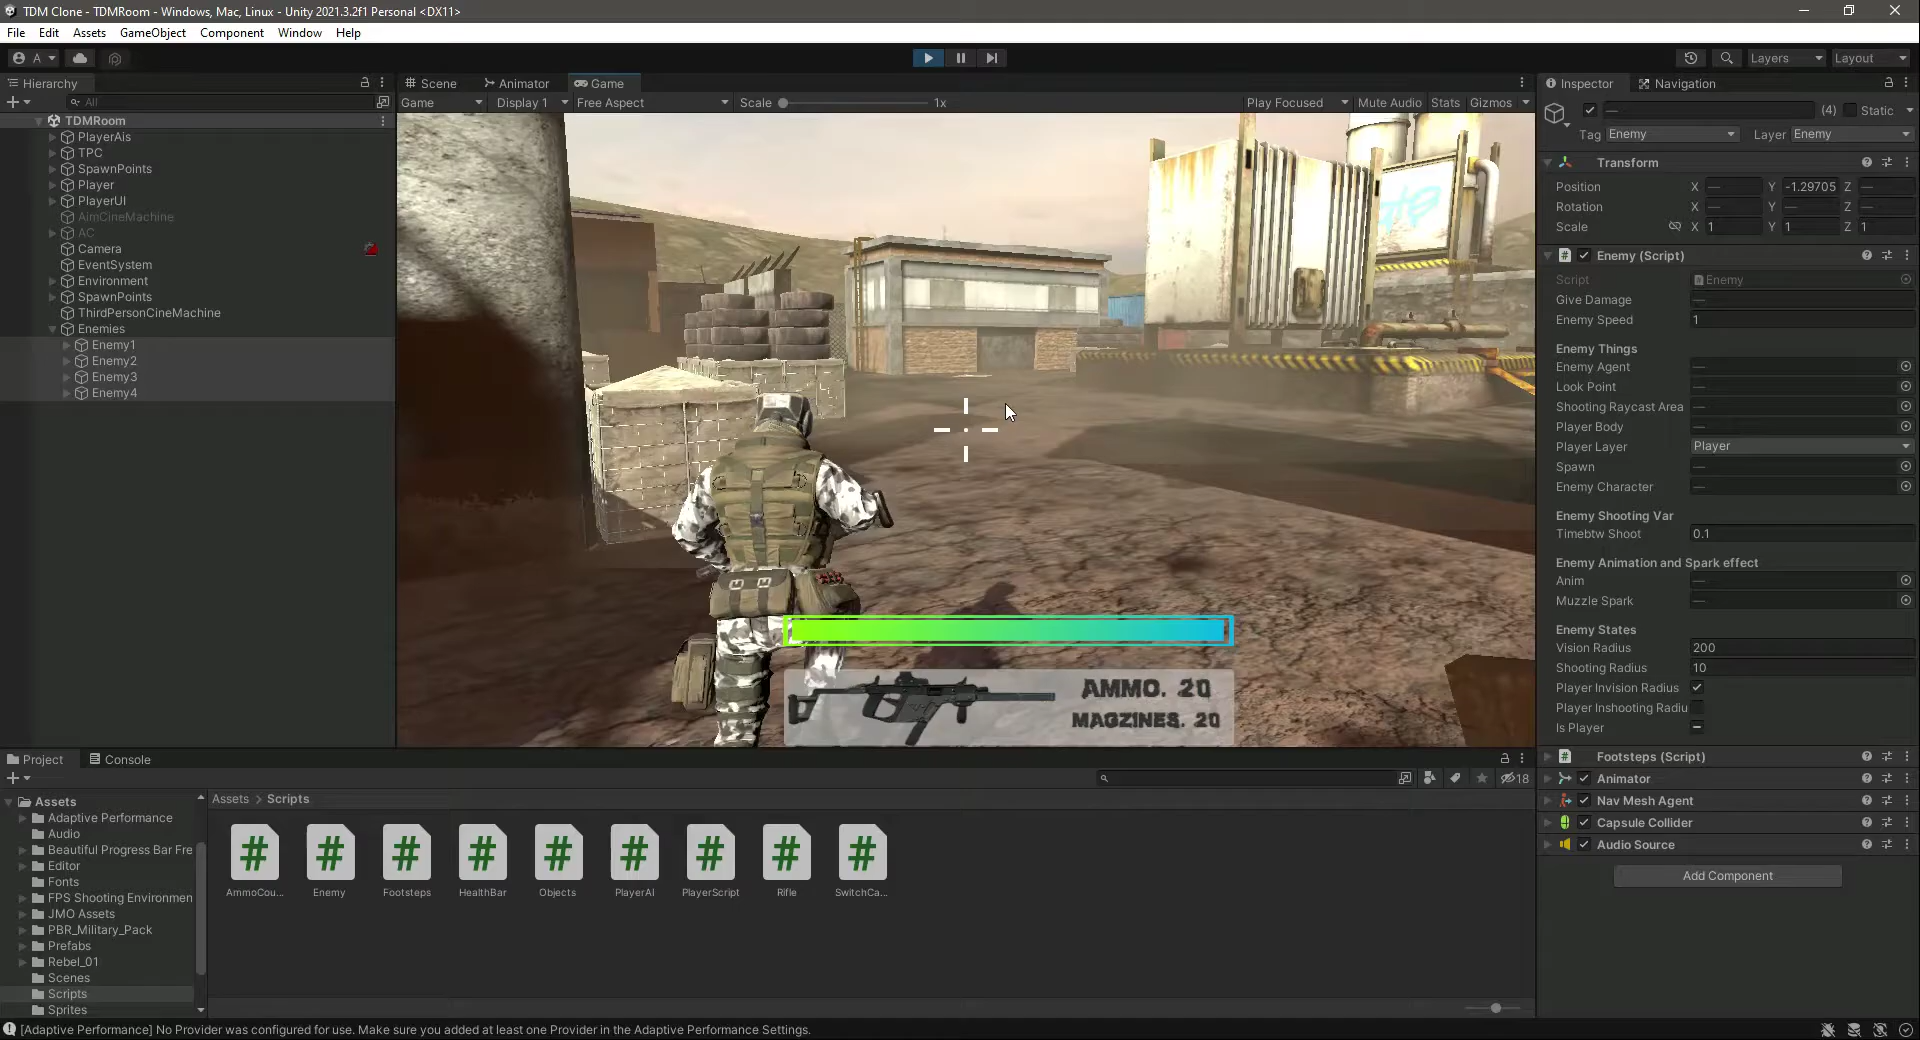 TDM Clone - TDMRoom - Windows, Mac, Linux - Unity 2021.3.2f1 Personal <DX11>
File Edit Assets GameObject Component Window Help
A Layers Layout
Hierarchy
All
TDMRoom
PlayerAis
TPC
SpawnPoints
Player
PlayerUI
AimCineMachine
AC
Camera
EventSystem
Environment
SpawnPoints
ThirdPersonCineMachine
Enemies
Enemy1
Enemy2
Enemy3
Enemy4
Scene Animator Game
Game Display 1 Free Aspect Scale 1x Play Focused Mute Audio Stats Gizmos
AMMO. 20
MAGZINES. 20
Inspector Navigation
— (4) Static
Tag Enemy Layer Enemy
Transform
Position X — Y -1.29705 Z —
Rotation X — Y — Z —
Scale X 1 Y 1 Z 1
Enemy (Script)
Script Enemy
Give Damage —
Enemy Speed 1
Enemy Things
Enemy Agent —
Look Point —
Shooting Raycast Area —
Player Body —
Player Layer Player
Spawn —
Enemy Character —
Enemy Shooting Var
Timebtw Shoot 0.1
Enemy Animation and Spark effect
Anim —
Muzzle Spark —
Enemy States
Vision Radius 200
Shooting Radius 10
Player Invision Radius
Player Inshooting Radiu
Is Player
Footsteps (Script)
Animator
Nav Mesh Agent
Capsule Collider
Audio Source
Add Component
Project Console
18
Assets
Adaptive Performance
Audio
Beautiful Progress Bar Fre
Editor
Fonts
FPS Shooting Environmen
JMO Assets
PBR_Military_Pack
Prefabs
Rebel_01
Scenes
Scripts
Sprites
Assets > Scripts
AmmoCou... Enemy Footsteps HealthBar Objects PlayerAI PlayerScript Rifle SwitchCa...
[Adaptive Performance] No Provider was configured for use. Make sure you added at least one Provider in the Adaptive Performance Settings.